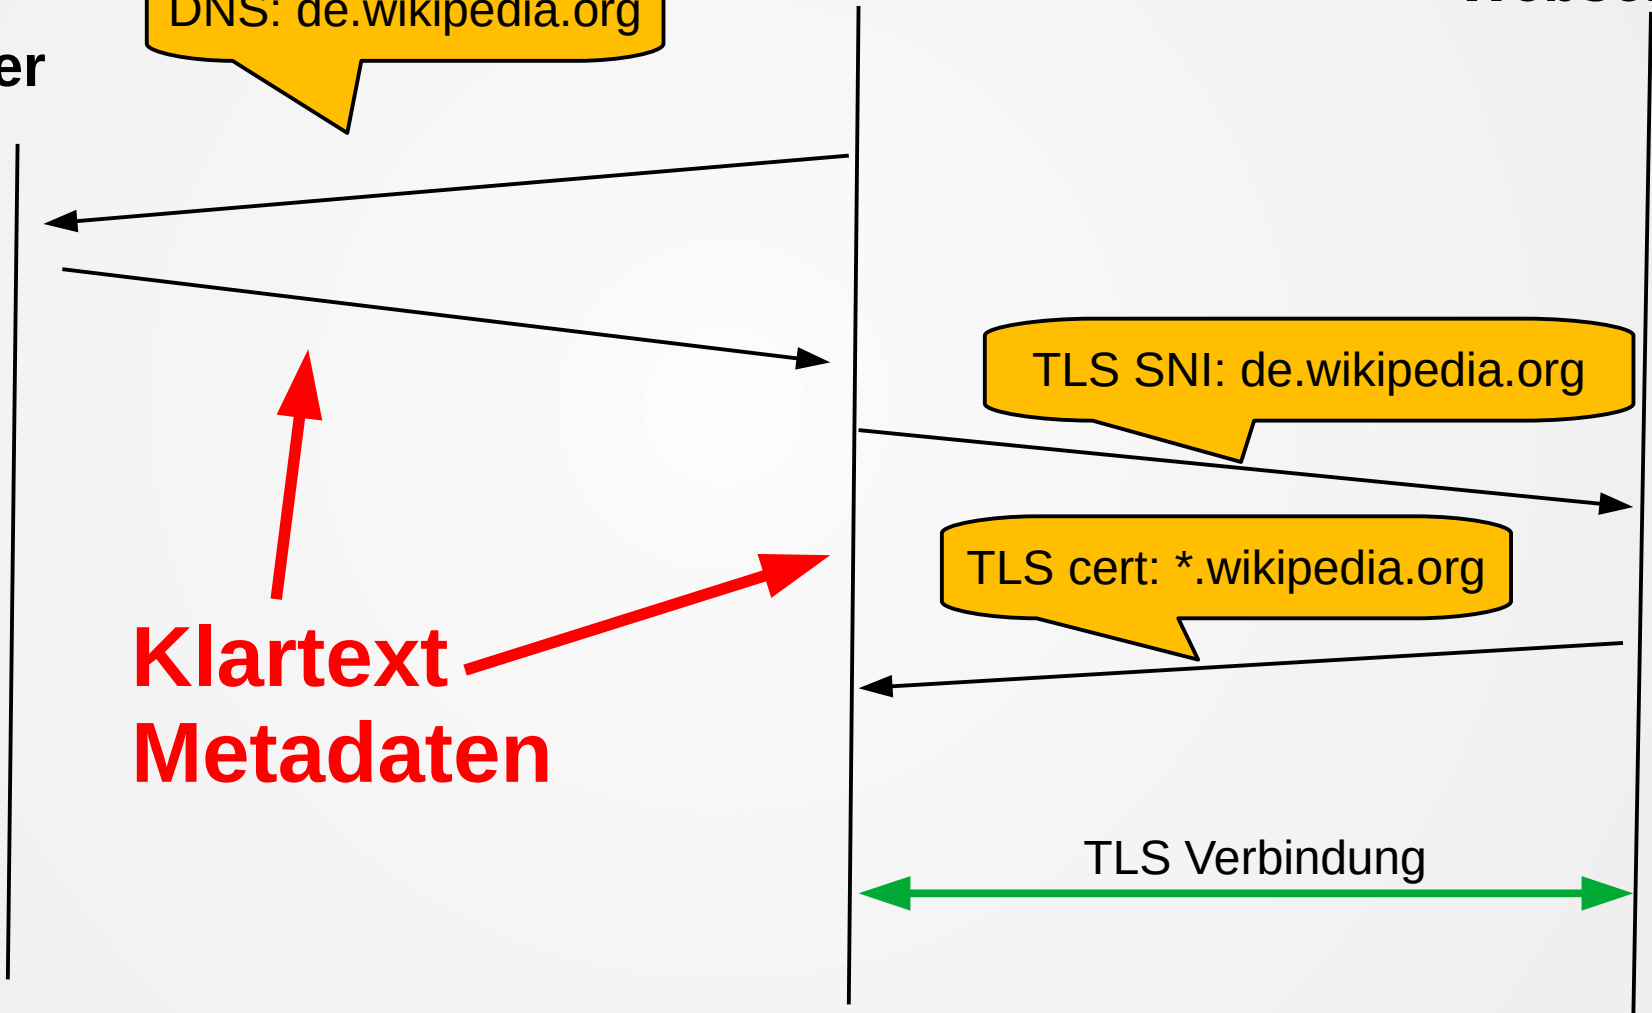 DNS: de.wikipedia.org
er
TLS SNI: de.wikipedia.org
TLS cert: *.wikipedia.org
Klartext
Metadaten
TLS Verbindung